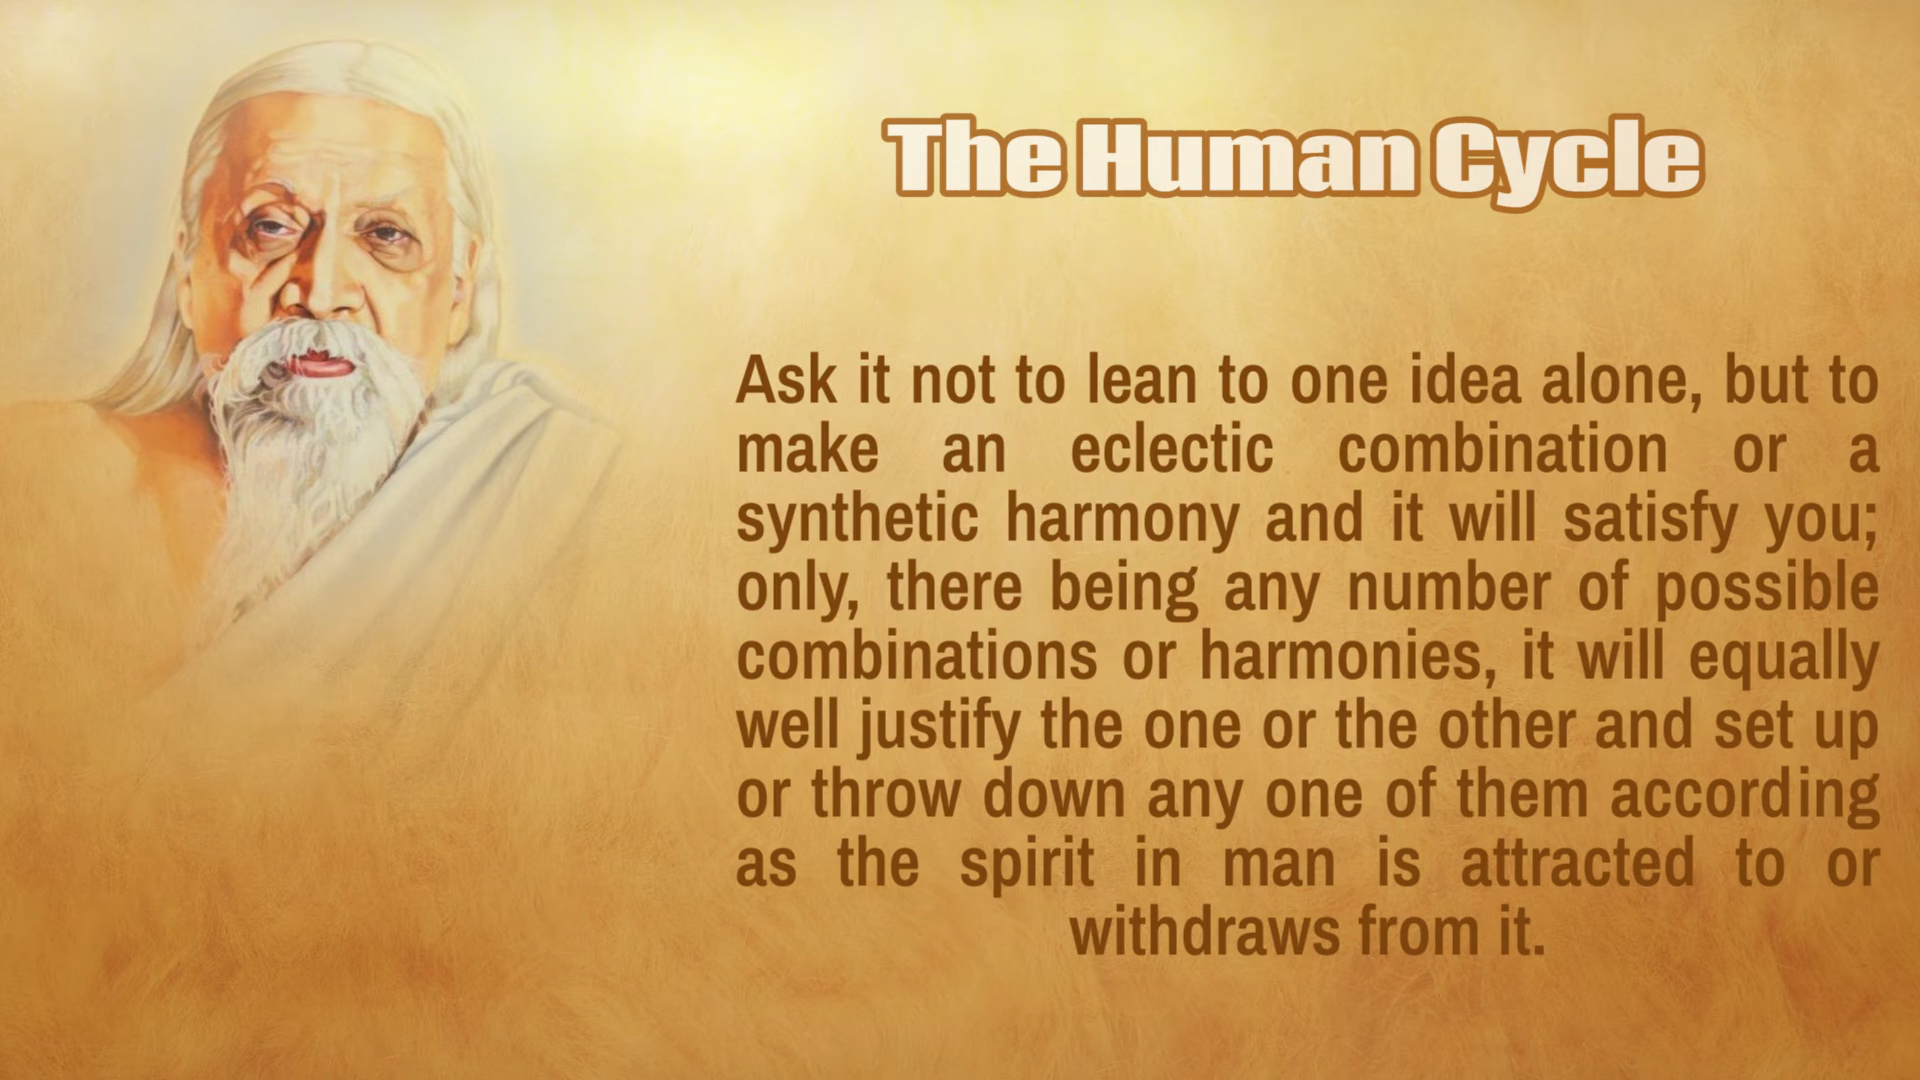 The Human Cycle
Ask it not to lean to one idea alone, but to
make an eclectic combination or a
synthetic harmony and it will satisfy you;
only, there being any number of possible
combinations or harmonies, it will equally
well justify the one or the other and set up
or throw down any one of them according
as the spirit in man is attracted to or
withdraws from it.